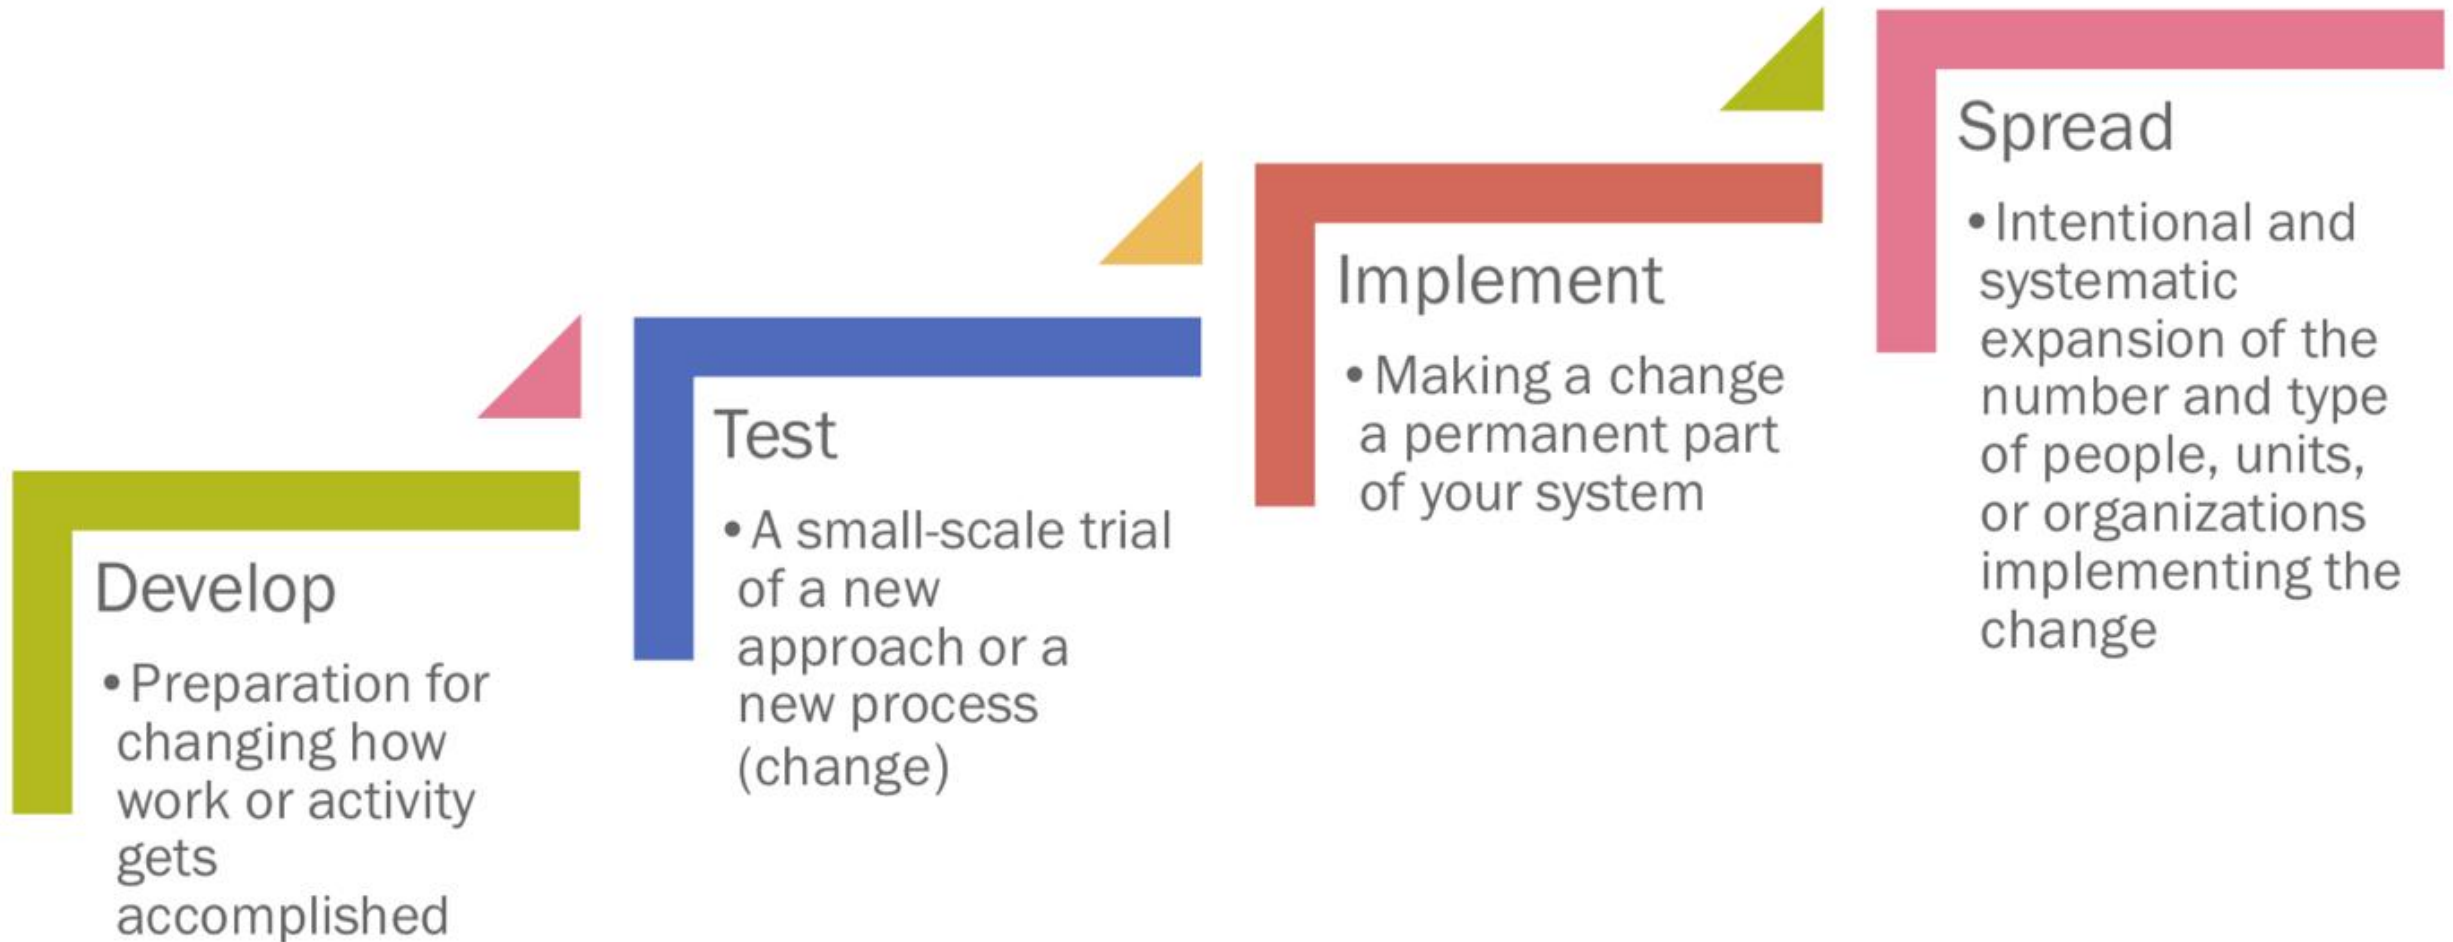 Develop
•Preparation for
changing how
work or activity
gets
accomplished
Test
•A small-scale trial
of a new
approach or a
new process
(change)
Implement
•Making a change
a permanent part
of your system
Spread
•Intentional and
systematic
expansion of the
number and type
of people, units,
or organizations
implementing the
change